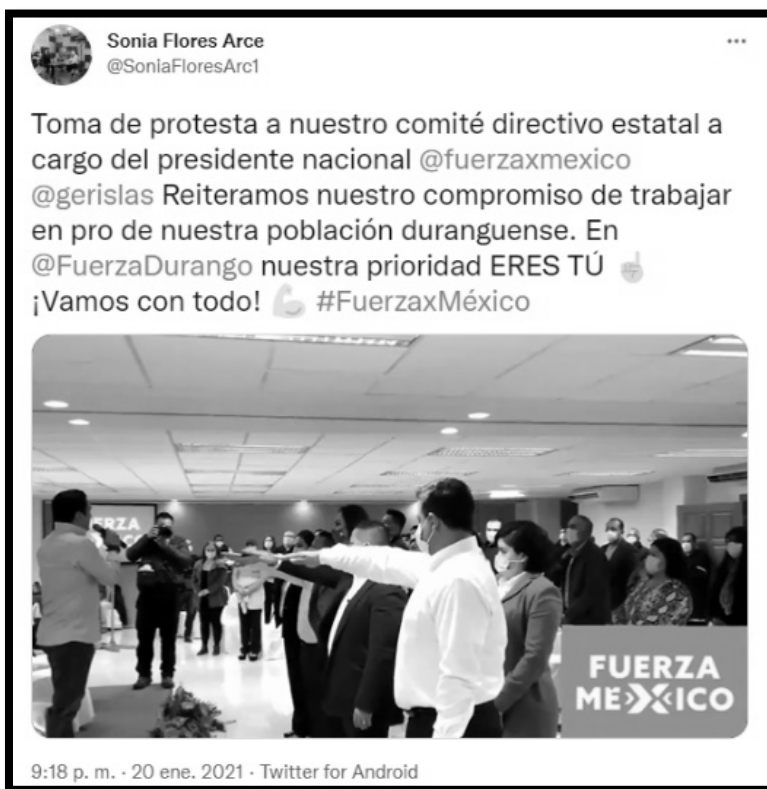 Sonia Flores Arce
@SoniaFloresArc1
Toma de protesta a nuestro comité directivo estatal a
cargo del presidente nacional @fuerzaxmexico
@gerislas Reiteramos nuestro compromiso de trabajar
en pro de nuestra población duranguense. En
@FuerzaDurango nuestra prioridad ERES TÚ ☝
¡Vamos con todo! 💪 #FuerzaxMéxico
FUERZA
MEXICO
9:18 p. m. · 20 ene. 2021 · Twitter for Android